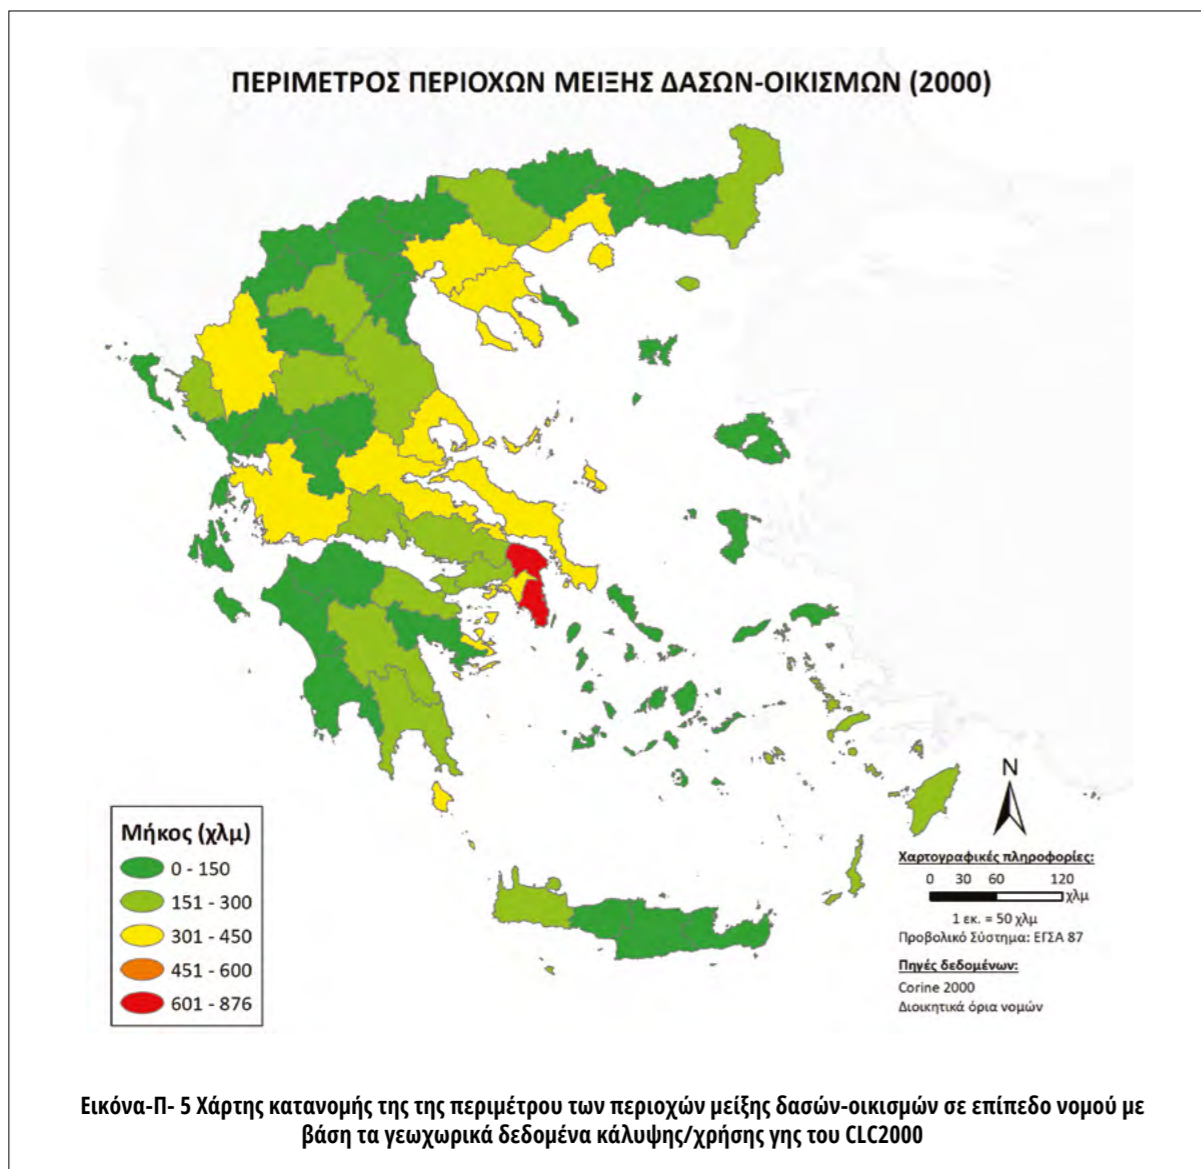 ΠΕΡΙΜΕΤΡΟΣ ΠΕΡΙΟΧΩΝ ΜΕΙΞΗΣ ΔΑΣΩΝ-ΟΙΚΙΣΜΩΝ (2000)
Μήκος (χλμ)
0 - 150
151 - 300
301 - 450
451 - 600
601 - 876
N
Χαρτογραφικές πληροφορίες:
0 30 60 120
χλμ
1 εκ. = 50 χλμ
Προβολικό Σύστημα: ΕΓΣΑ 87
Πηγές δεδομένων:
Corine 2000
Διοικητικά όρια νομών
Εικόνα-Π- 5 Χάρτης κατανομής της της περιμέτρου των περιοχών μείξης δασών-οικισμών σε επίπεδο νομού με
βάση τα γεωχωρικά δεδομένα κάλυψης/χρήσης γης του CLC2000